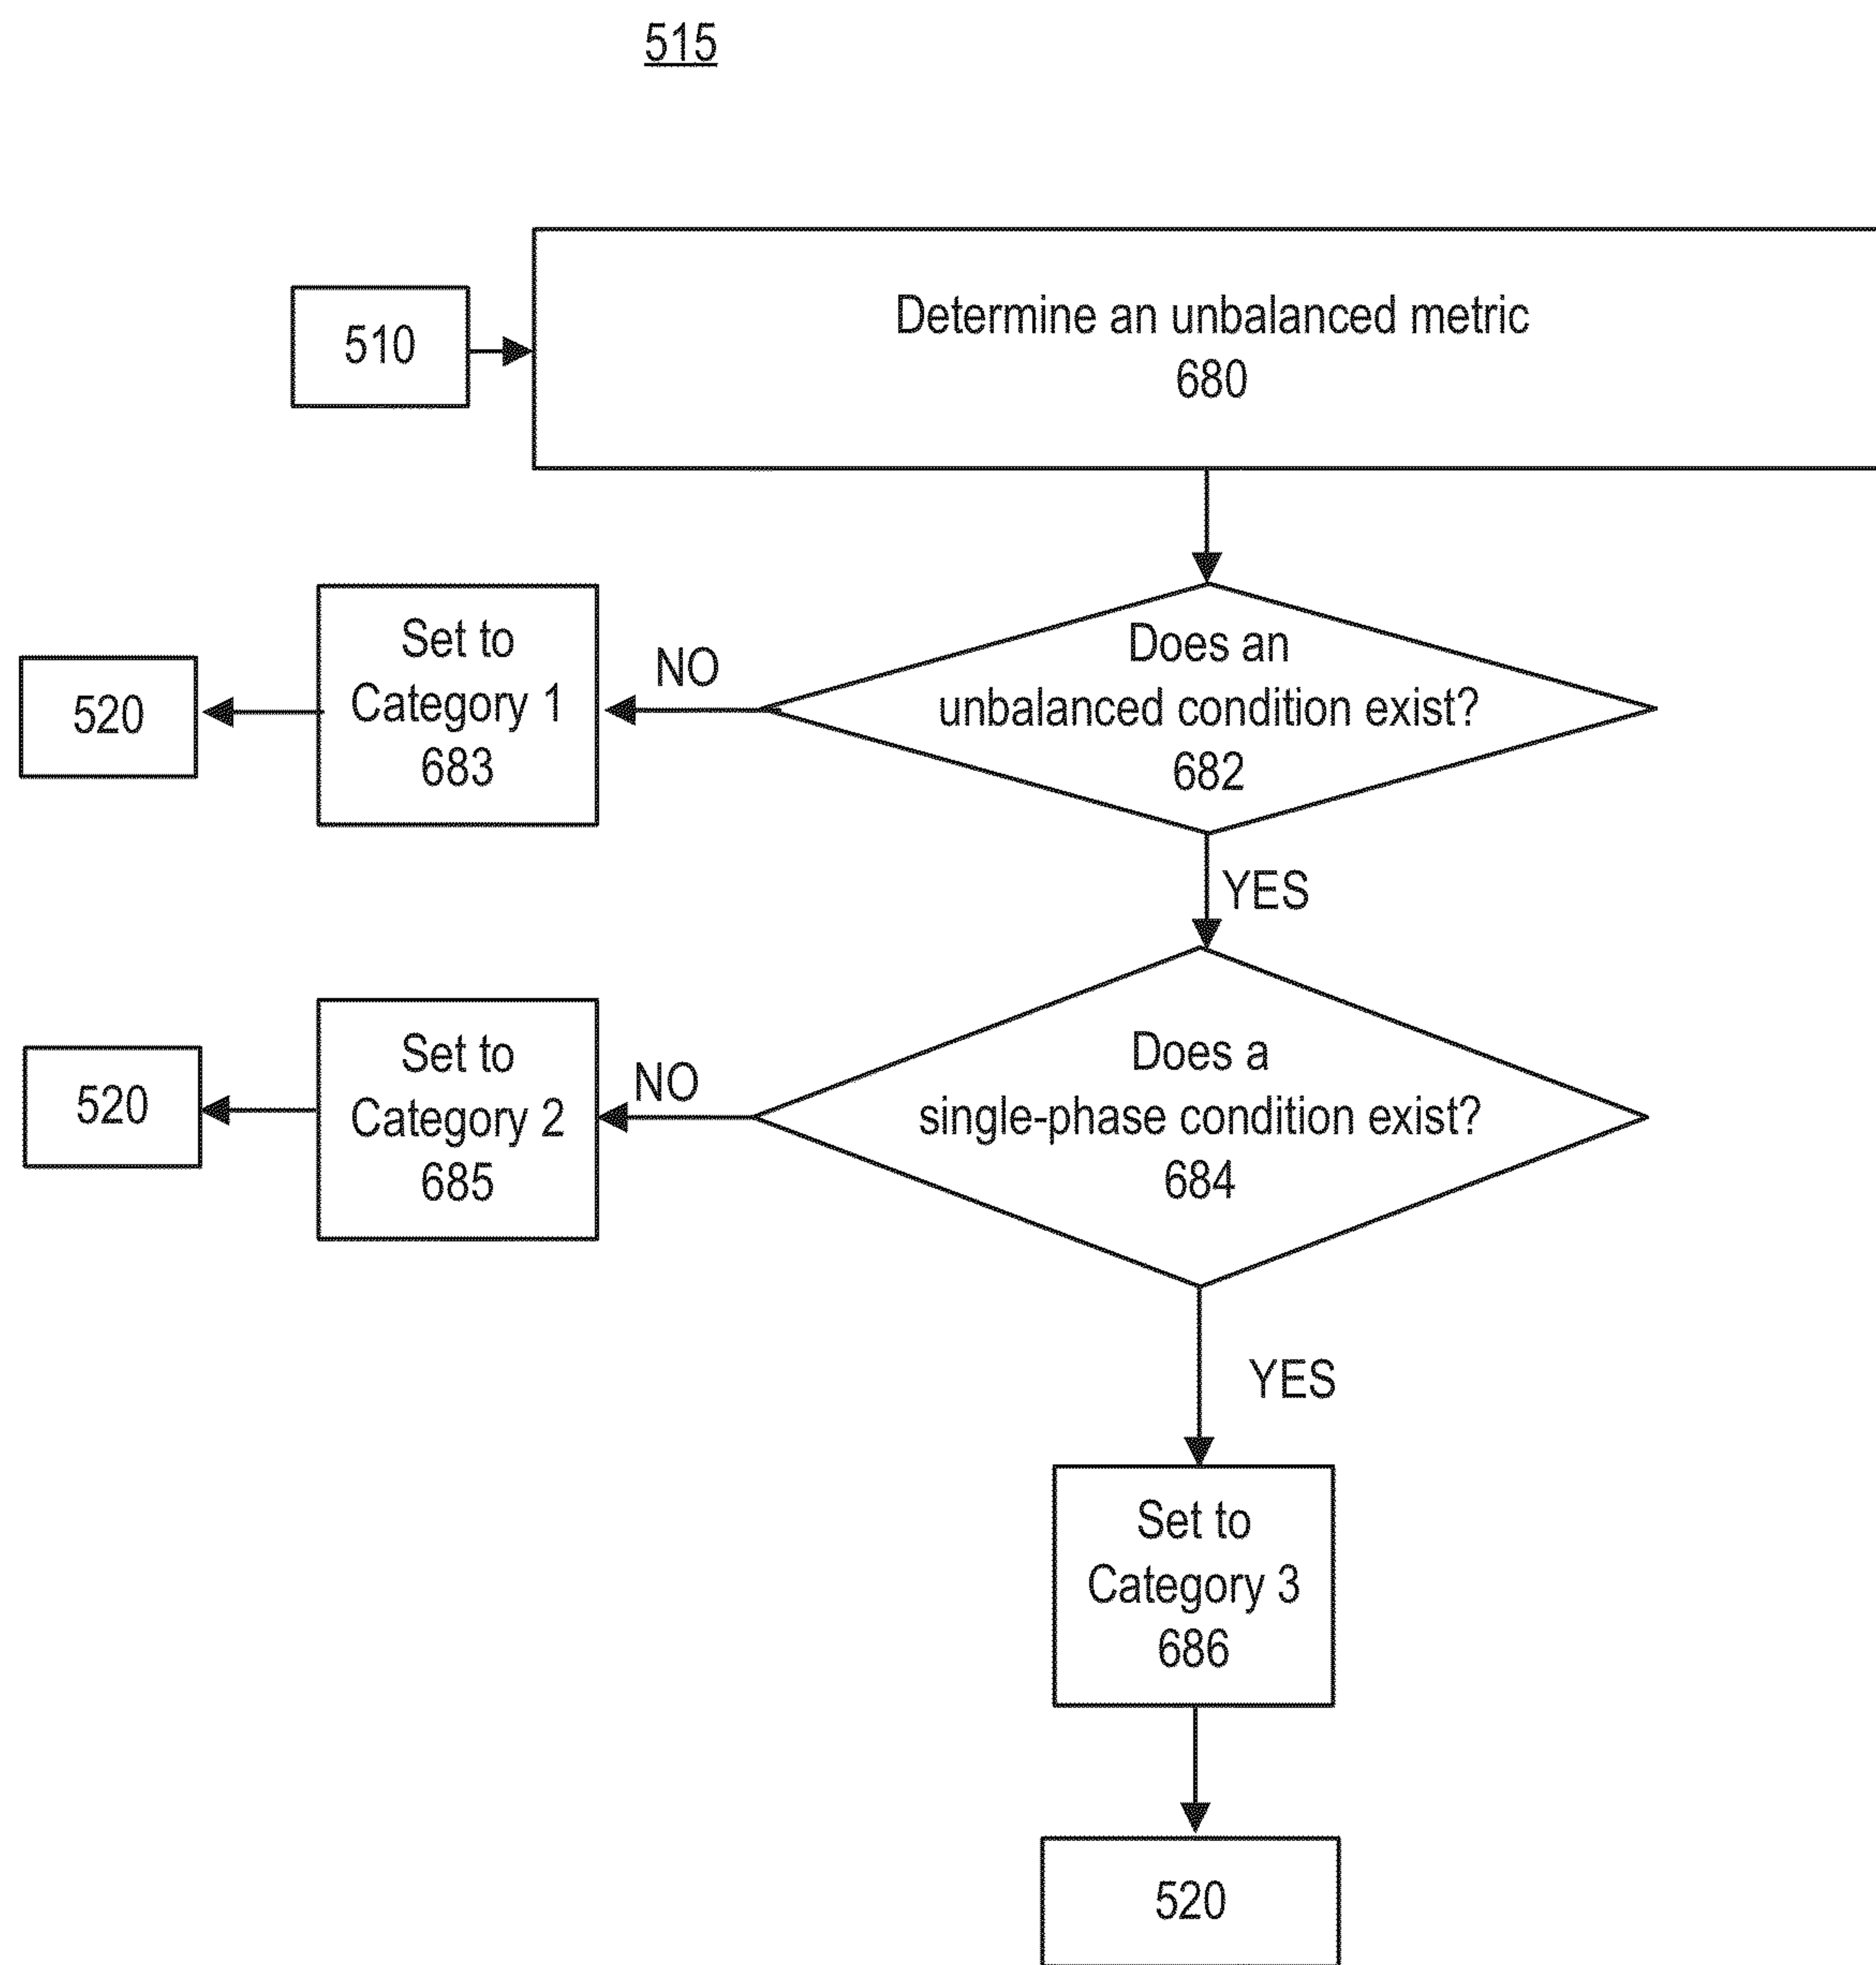 515
510
Determine an unbalanced metric
680
Does an
unbalanced condition exist?
682
NO
Set to
Category 1
683
520
YES
Does a
single-phase condition exist?
684
NO
Set to
Category 2
685
520
YES
Set to
Category 3
686
520